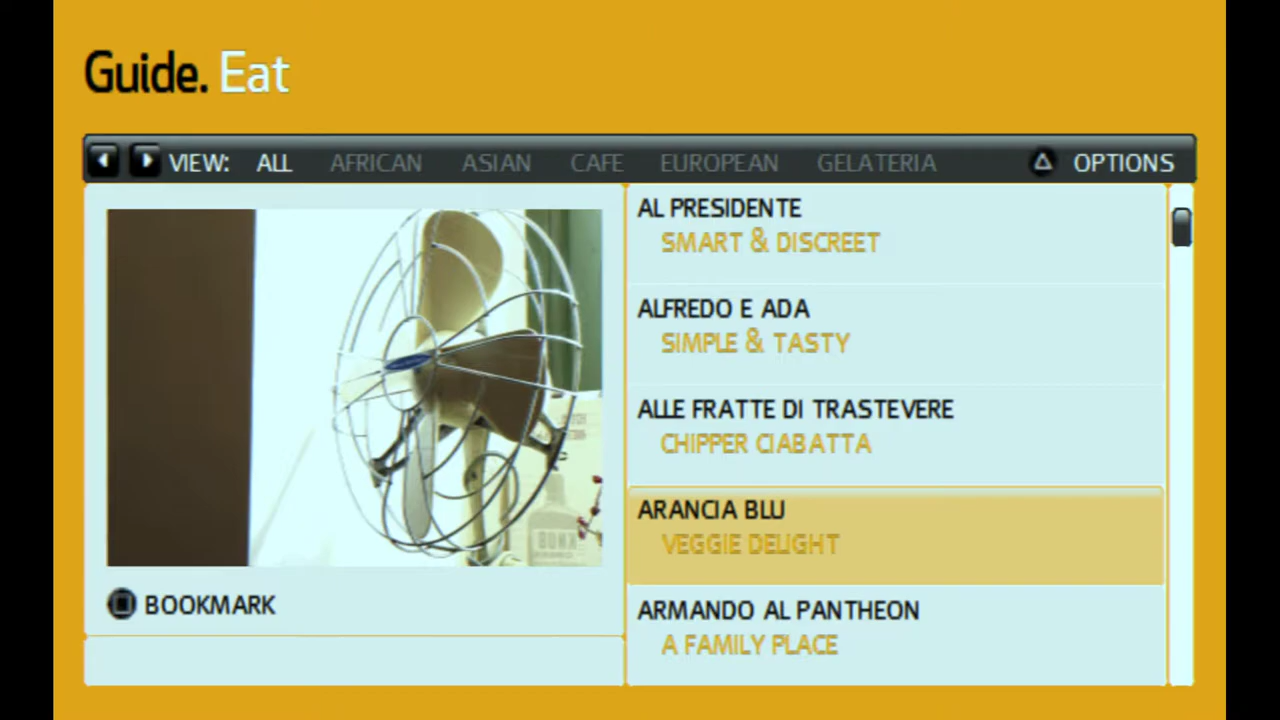 Guide. Eat
VIEW: ALL AFRICAN ASIAN CAFE EUROPEAN GELATERIA OPTIONS
AL PRESIDENTE
SMART & DISCREET
ALFREDO E ADA
SIMPLE & TASTY
ALLE FRATTE DI TRASTEVERE
CHIPPER CIABATTA
ARANCIA BLU
VEGGIE DELIGHT
ARMANDO AL PANTHEON
A FAMILY PLACE
BOOKMARK